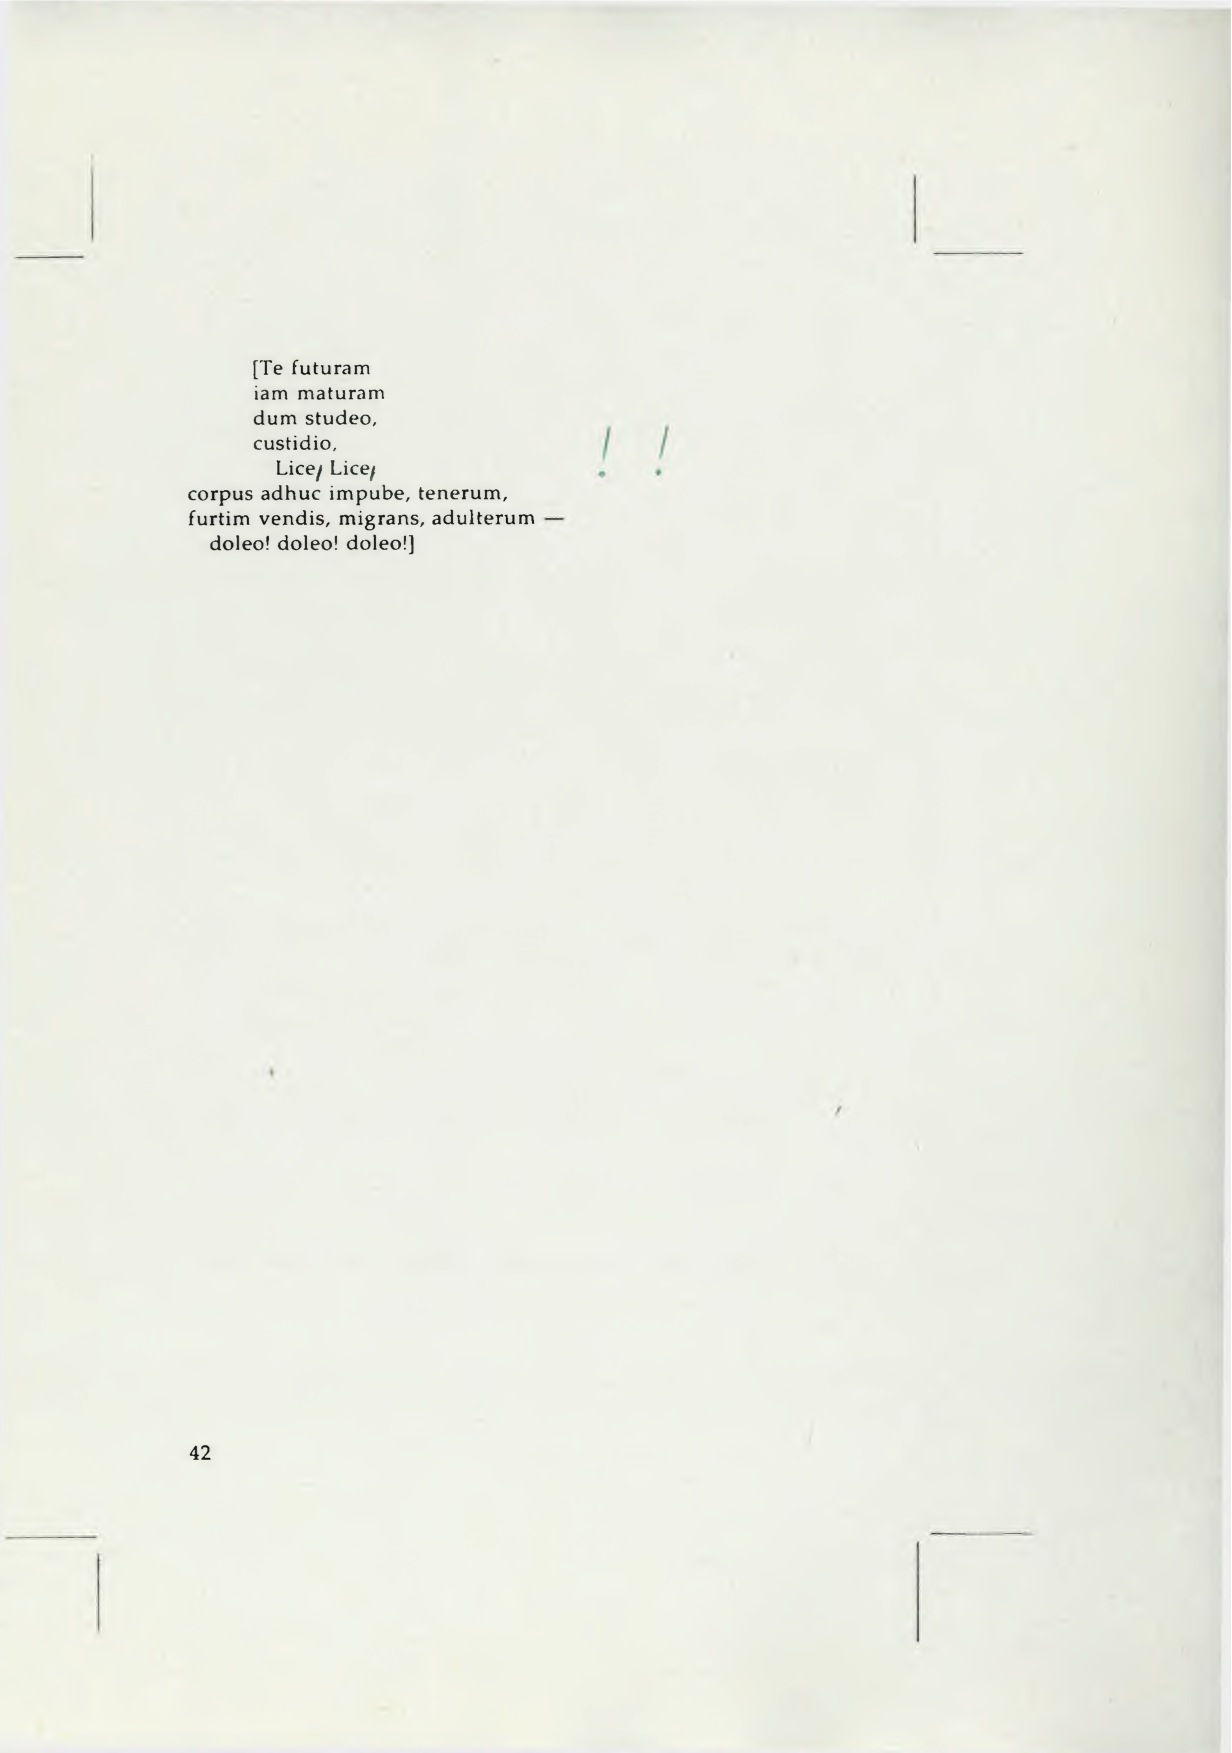 [Te futuram
iam maturam
dum studeo,
custidio,
Lice, Lice,
! !
corpus adhuc impube, tenerum,
furtim vendis, migrans, adulterum —
doleo! doleo! doleo!]
42